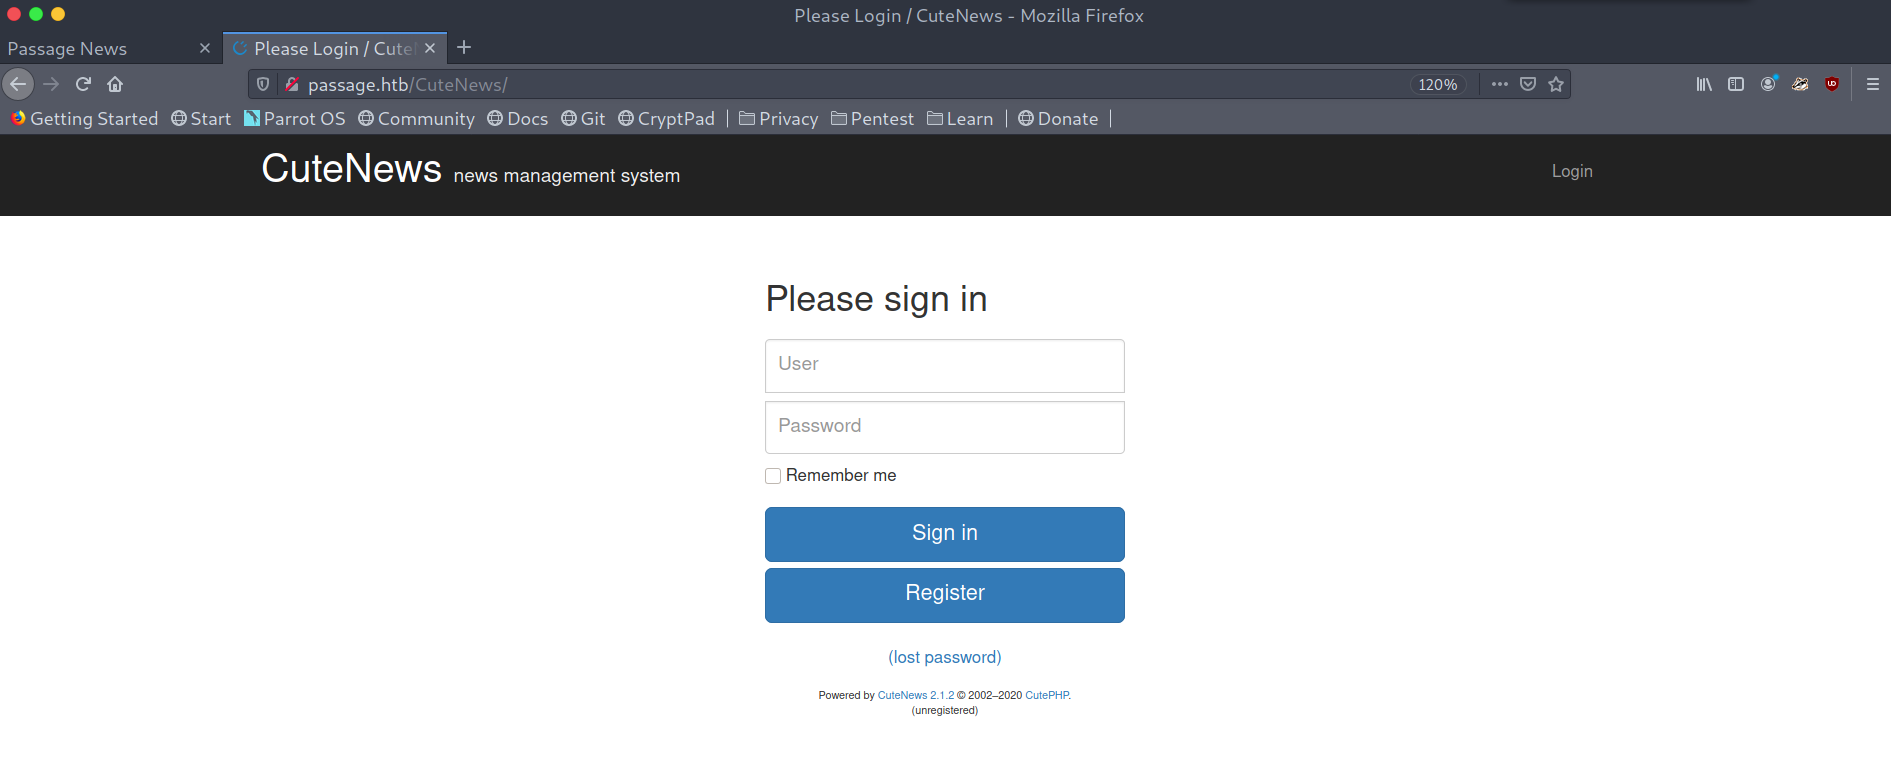 Please Login / CuteNews - Mozilla Firefox
Passage News Please Login / CuteN
passage.htb/CuteNews/ 120%
Getting Started Start Parrot OS Community Docs Git CryptPad Privacy Pentest Learn Donate
CuteNews news management system Login
Please sign in
User
Password
Remember me
Sign in
Register
(lost password)
Powered by CuteNews 2.1.2 © 2002–2020 CutePHP.
(unregistered)